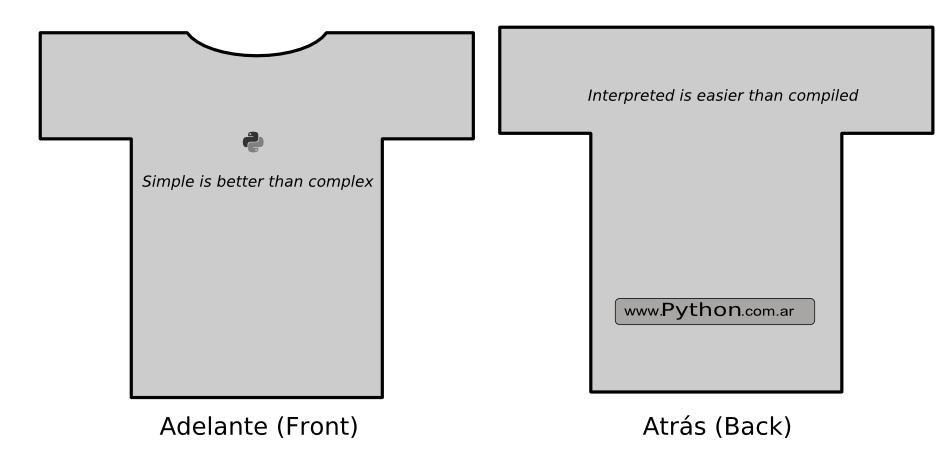 Simple is better than complex
Adelante (Front)
Interpreted is easier than compiled
www.Python.com.ar
Atrás (Back)